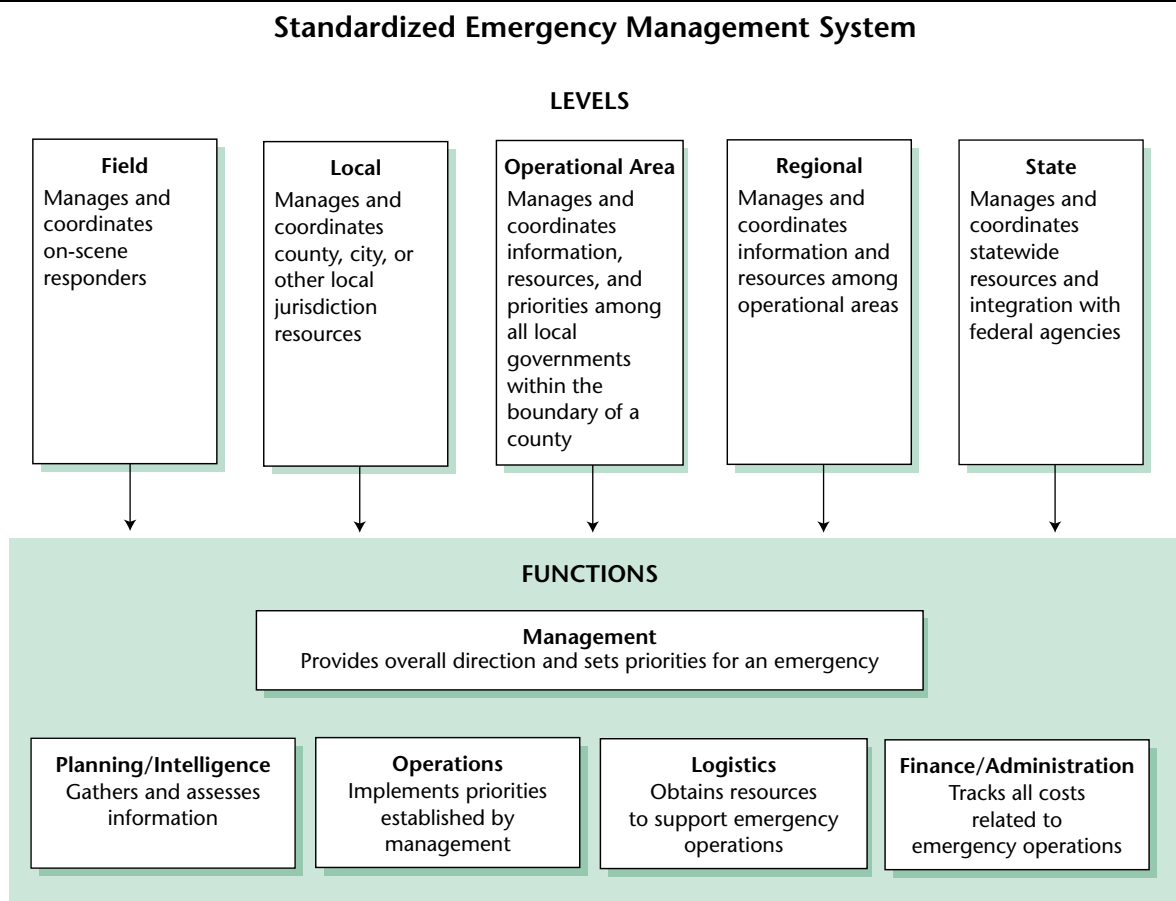 Standardized Emergency Management System
LEVELS
Field
Manages and
coordinates
on-scene
responders
Local
Manages and
coordinates
county, city, or
other local
jurisdiction
resources
Operational Area
Manages and
coordinates
information,
resources, and
priorities among
all local
governments
within the
boundary of a
county
Regional
Manages and
coordinates
information and
resources among
operational areas
State
Manages and
coordinates
statewide
resources and
integration with
federal agencies
FUNCTIONS
Management
Provides overall direction and sets priorities for an emergency
Planning/Intelligence
Gathers and assesses
information
Operations
Implements priorities
established by
management
Logistics
Obtains resources
to support emergency
operations
Finance/Administration
Tracks all costs
related to
emergency operations